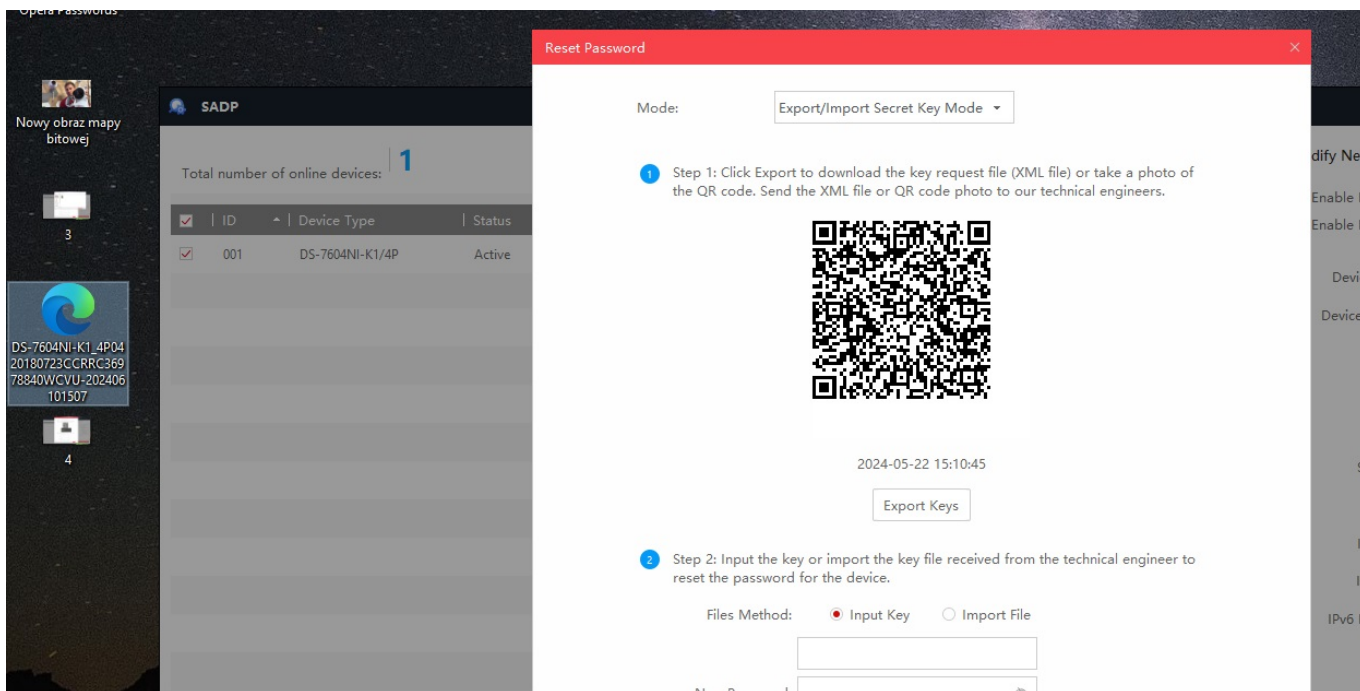 Opera Passwords
Nowy obraz mapy
bitowej
3
DS-7604NI-K1_4P04
20180723CCRRC369
78840WCVU-202406
101507
4
SADP
Total number of online devices: 1
ID
Device Type
Status
001
DS-7604NI-K1/4P
Active
Reset Password
Mode:
Export/Import Secret Key Mode
1
Step 1: Click Export to download the key request file (XML file) or take a photo of
the QR code. Send the XML file or QR code photo to our technical engineers.
2024-05-22 15:10:45
Export Keys
2
Step 2: Input the key or import the key file received from the technical engineer to
reset the password for the device.
Files Method:
Input Key
Import File
dify Ne
Enable
Enable
Devi
Device
IPv6